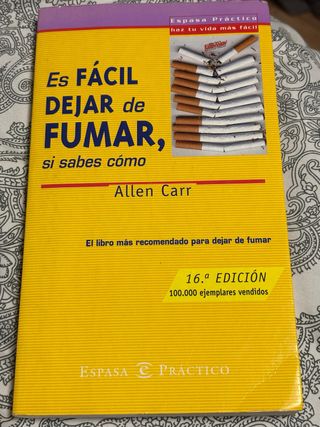 Espasa Práctico
haz tu vida más fácil
Es FÁCIL
DEJAR de
FUMAR,
si sabes cómo
Allen Carr
El libro más recomendado para dejar de fumar
16.ª EDICIÓN
100.000 ejemplares vendidos
ESPASA e PRÁCTICO